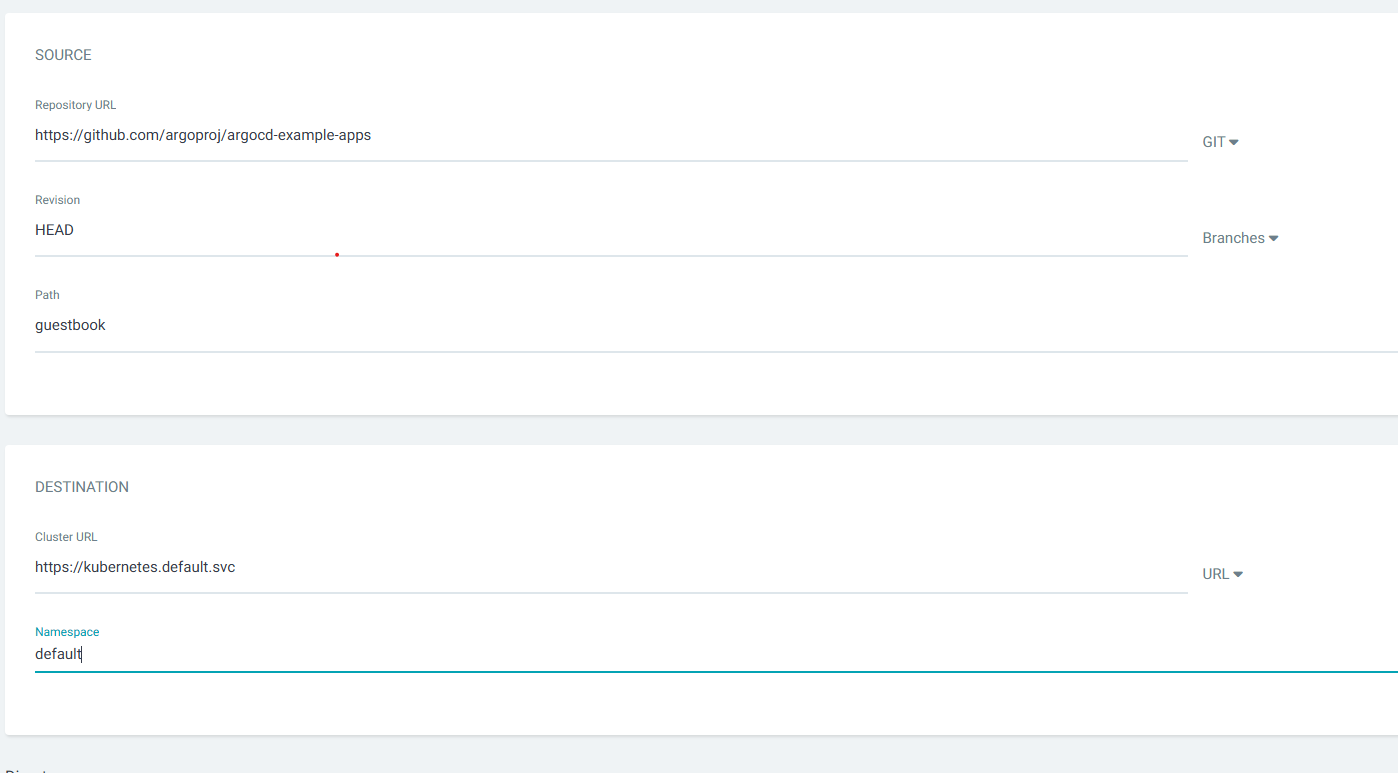 SOURCE
Repository URL
https://github.com/argoproj/argocd-example-apps
GIT
Revision
HEAD
Branches
Path
guestbook
DESTINATION
Cluster URL
https://kubernetes.default.svc
URL
Namespace
default